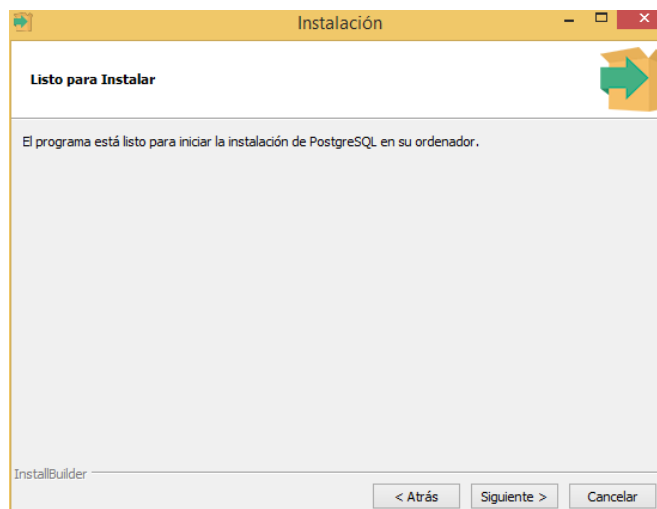 Instalación
Listo para Instalar
El programa está listo para iniciar la instalación de PostgreSQL en su ordenador.
InstallBuilder
< Atrás
Siguiente >
Cancelar